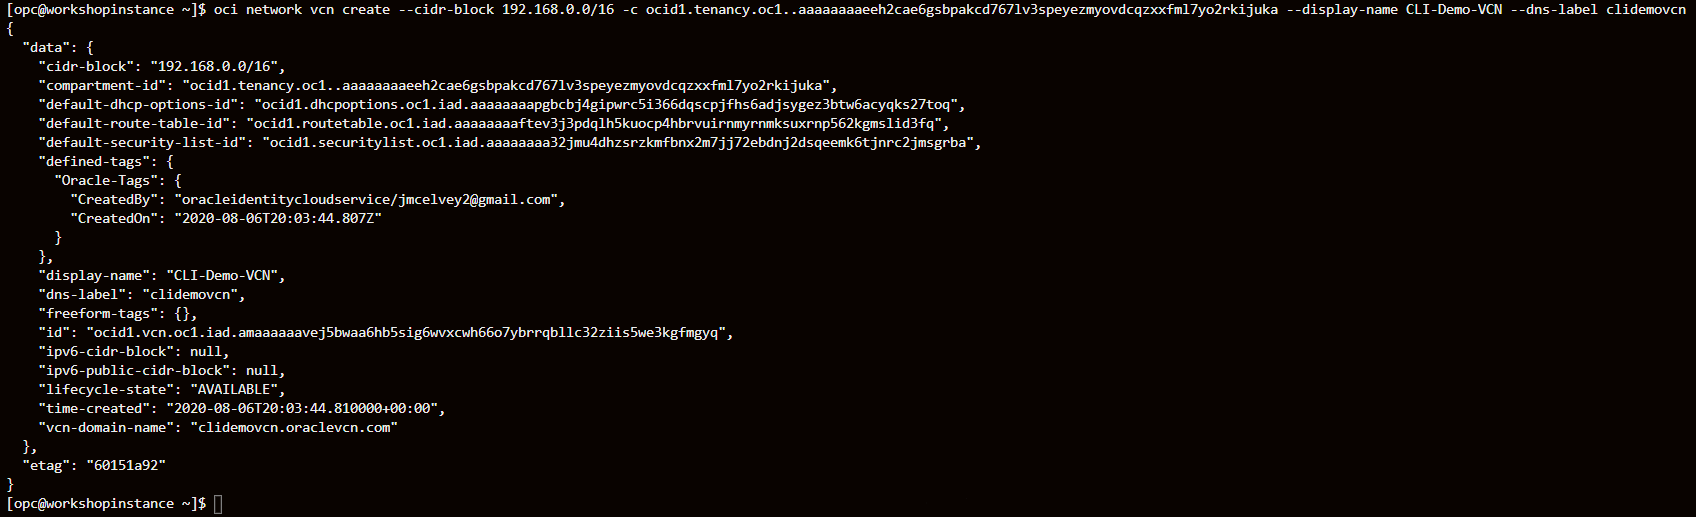 [opc@workshopinstance ~]$ oci network vcn create --cidr-block 192.168.0.0/16 -c ocid1.tenancy.oc1..aaaaaaaaeeh2cae6gsbpakcd767lv3speyezmyovdcqzxxfml7yo2rkijuka --display-name CLI-Demo-VCN --dns-label clidemovcn
{
  "data": {
    "cidr-block": "192.168.0.0/16",
    "compartment-id": "ocid1.tenancy.oc1..aaaaaaaaeeh2cae6gsbpakcd767lv3speyezmyovdcqzxxfml7yo2rkijuka",
    "default-dhcp-options-id": "ocid1.dhcpoptions.oc1.iad.aaaaaaaapgbcbj4gipwrc5i366dqscpjfhs6adjsygez3btw6acyqks27toq",
    "default-route-table-id": "ocid1.routetable.oc1.iad.aaaaaaaaftev3j3pdqlh5kuocp4hbrvuirnmyrnmksuxrnp562kgmslid3fq",
    "default-security-list-id": "ocid1.securitylist.oc1.iad.aaaaaaaa32jmu4dhzsrzkmfbnx2m7jj72ebdnj2dsqeemk6tjnrc2jmsgrba",
    "defined-tags": {
      "Oracle-Tags": {
        "CreatedBy": "oracleidentitycloudservice/jmcelvey2@gmail.com",
        "CreatedOn": "2020-08-06T20:03:44.807Z"
      }
    },
    "display-name": "CLI-Demo-VCN",
    "dns-label": "clidemovcn",
    "freeform-tags": {},
    "id": "ocid1.vcn.oc1.iad.amaaaaaavej5bwaa6hb5sig6wvxcwh66o7ybrrqbllc32ziis5we3kgfmgyq",
    "ipv6-cidr-block": null,
    "ipv6-public-cidr-block": null,
    "lifecycle-state": "AVAILABLE",
    "time-created": "2020-08-06T20:03:44.810000+00:00",
    "vcn-domain-name": "clidemovcn.oraclevcn.com"
  },
  "etag": "60151a92"
}
[opc@workshopinstance ~]$